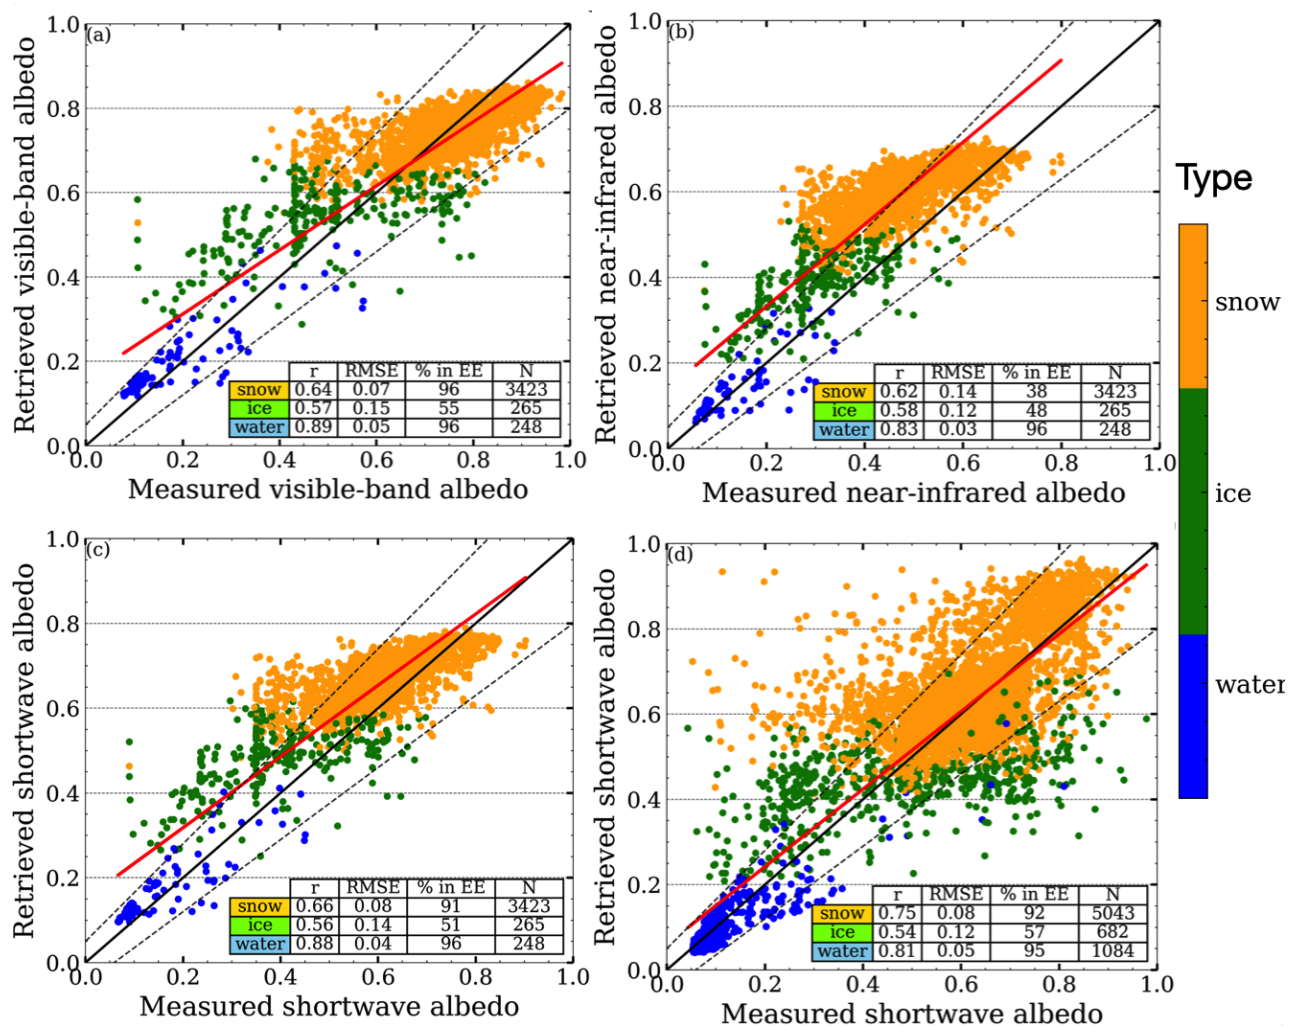 (a)
1.0
0.8
0.6
0.4
0.2
0.0
0.0 0.2 0.4 0.6 0.8 1.0
Retrieved visible-band albedo
Measured visible-band albedo
r RMSE % in EE N
snow 0.64 0.07 96 3423
ice 0.57 0.15 55 265
water 0.89 0.05 96 248
(b)
1.0
0.8
0.6
0.4
0.2
0.0
0.0 0.2 0.4 0.6 0.8 1.0
Retrieved near-infrared albedo
Measured near-infrared albedo
r RMSE % in EE N
snow 0.62 0.14 38 3423
ice 0.58 0.12 48 265
water 0.83 0.03 96 248
Type
snow
ice
water
(c)
1.0
0.8
0.6
0.4
0.2
0.0
0.0 0.2 0.4 0.6 0.8 1.0
Retrieved shortwave albedo
Measured shortwave albedo
r RMSE % in EE N
snow 0.66 0.08 91 3423
ice 0.56 0.14 51 265
water 0.88 0.04 96 248
(d)
1.0
0.8
0.6
0.4
0.2
0.0
0.0 0.2 0.4 0.6 0.8 1.0
Retrieved shortwave albedo
Measured shortwave albedo
r RMSE % in EE N
snow 0.75 0.08 92 5043
ice 0.54 0.12 57 682
water 0.81 0.05 95 1084